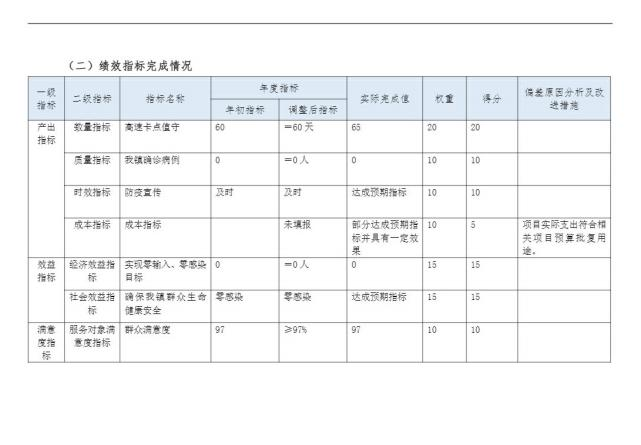 （二）绩效指标完成情况
一级指标 二级指标 指标名称 年度指标 实际完成值 权重 得分 偏差原因分析及改进措施
年初指标 调整后指标
产出指标 数量指标 高速卡点值守 60 ＝60天 65 20 20
质量指标 我镇确诊病例 0 ＝0人 0 10 10
时效指标 防疫宣传 及时 及时 达成预期指标 10 10
成本指标 成本指标 未填报 部分达成预期指标并具有一定效果 10 5 项目实际支出符合相关项目预算批复用途。
效益指标 经济效益指标 实现零输入、零感染目标 0 ＝0人 0 15 15
社会效益指标 确保我镇群众生命健康安全 零感染 零感染 达成预期指标 15 15
满意度指标 服务对象满意度指标 群众满意度 97 ≥97% 97 10 10